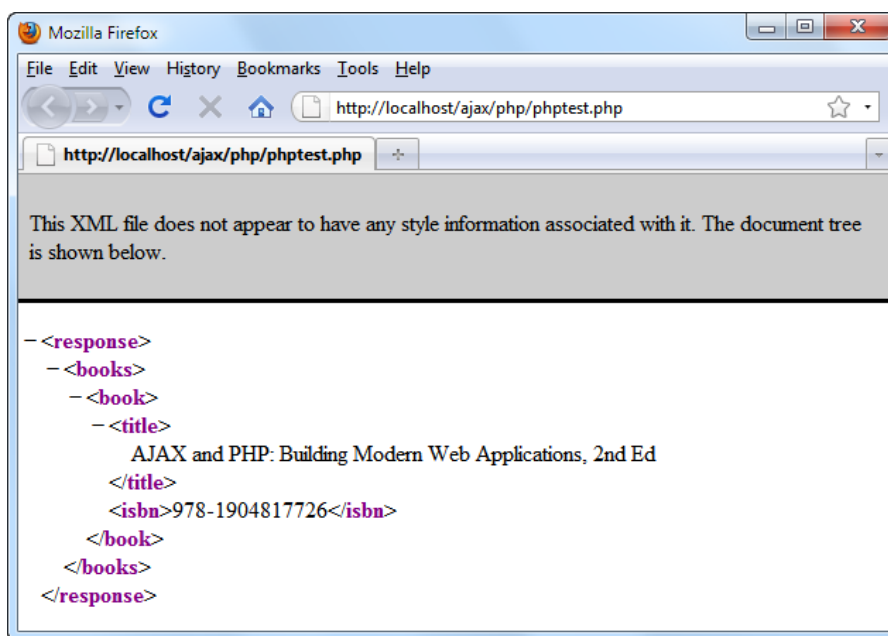 Mozilla Firefox
File Edit View History Bookmarks Tools Help
http://localhost/ajax/php/phptest.php
http://localhost/ajax/php/phptest.php
This XML file does not appear to have any style information associated with it. The document tree
is shown below.
−<response>
−<books>
−<book>
−<title>
AJAX and PHP: Building Modern Web Applications, 2nd Ed
</title>
<isbn>978-1904817726</isbn>
</book>
</books>
</response>